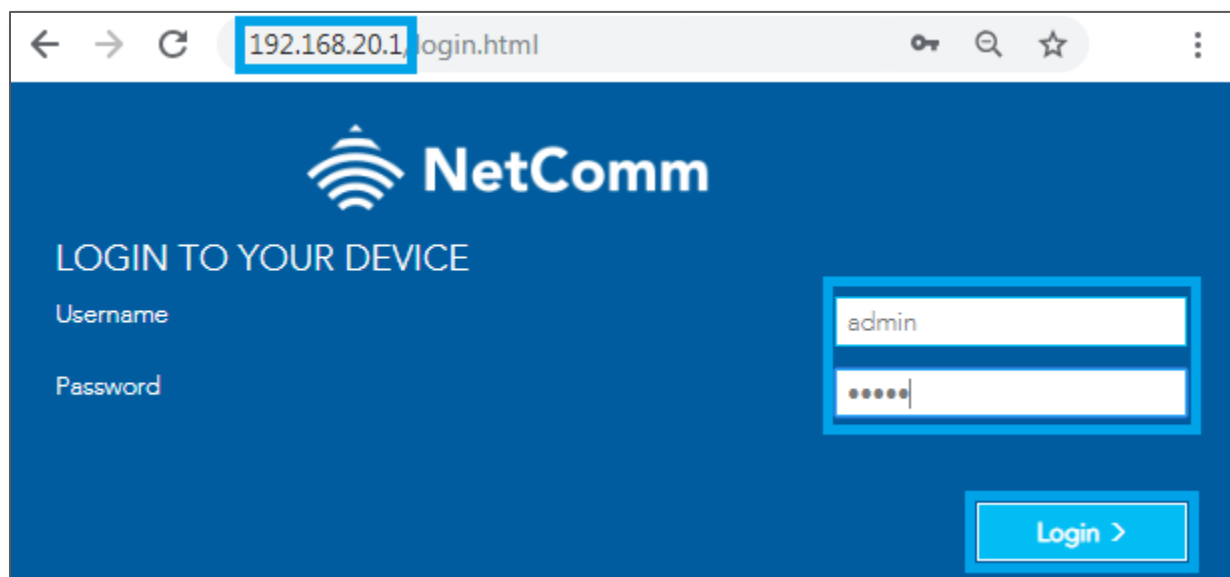 192.168.20.1/login.html
NetComm
LOGIN TO YOUR DEVICE
Username
admin
Password
•••••
Login >